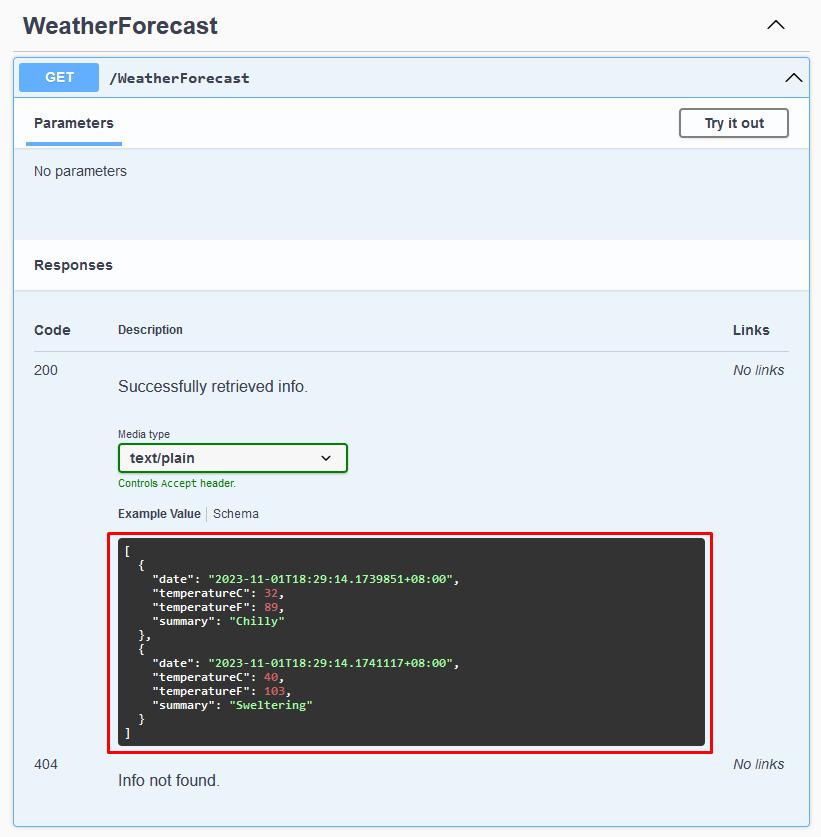 WeatherForecast
GET /WeatherForecast
Parameters
Try it out
No parameters
Responses
Code Description Links
200 Successfully retrieved info. No links
Media type
text/plain
Controls Accept header.
Example Value | Schema
[
  {
    "date": "2023-11-01T18:29:14.1739851+08:00",
    "temperatureC": 32,
    "temperatureF": 89,
    "summary": "Chilly"
  },
  {
    "date": "2023-11-01T18:29:14.1741117+08:00",
    "temperatureC": 40,
    "temperatureF": 103,
    "summary": "Sweltering"
  }
]
404 Info not found. No links